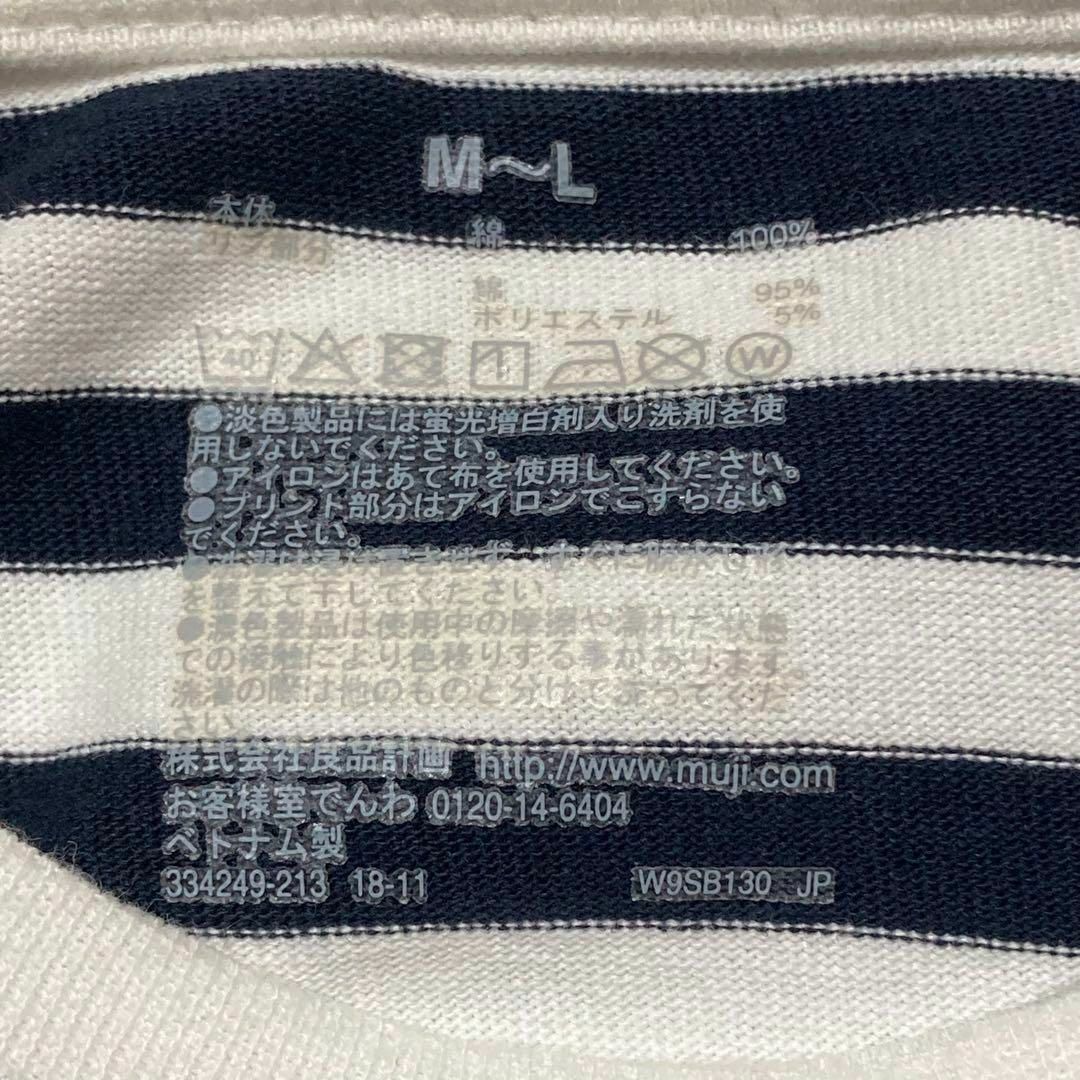 M〜L
本体 綿 100%
リブ部分
綿 95%
ポリエステル 5%
40
W
●淡色製品には蛍光増白剤入り洗剤を使
用しないでください。
●アイロンはあて布を使用してください。
●プリント部分はアイロンでこすらない
でください。
を整えて干してください。
●濃色製品は使用中の摩擦や濡れた状態
での接触により色移りする事があります。
洗濯の際は他のものと分けて洗ってくだ
さい。
株式会社良品計画 http://www.muji.com
お客様室でんわ 0120-14-6404
ベトナム製
334249-213 18-11 W9SB130 JP